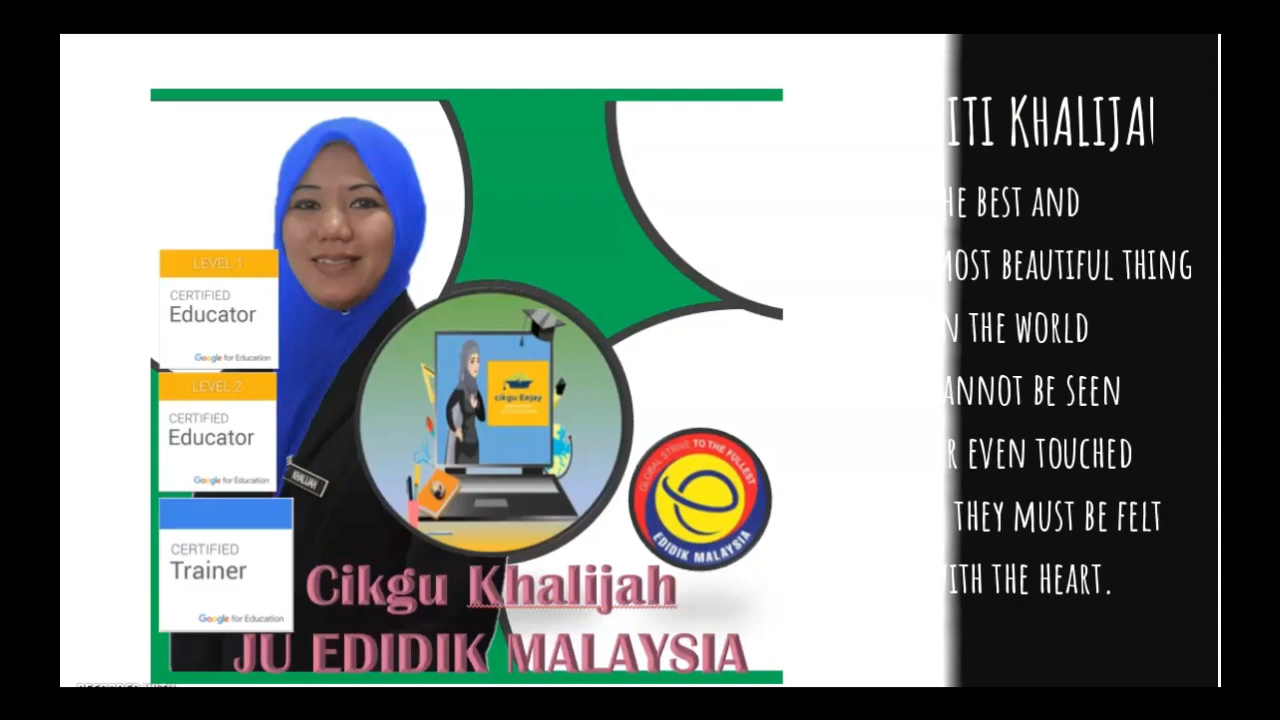 LEVEL 1
CERTIFIED
Educator
Google for Education
LEVEL 2
CERTIFIED
Educator
Google for Education
CERTIFIED
Trainer
Google for Education
KHALIJAH
cikgu Enjay
GLOBAL STRIVE TO THE FULLEST
EDIDIK MALAYSIA
Cikgu Khalijah
JU EDIDIK MALAYSIA
ITI KHALIJA
HE BEST AND
MOST BEAUTIFUL THING
N THE WORLD
ANNOT BE SEEN
R EVEN TOUCHED
THEY MUST BE FELT
WITH THE HEART.